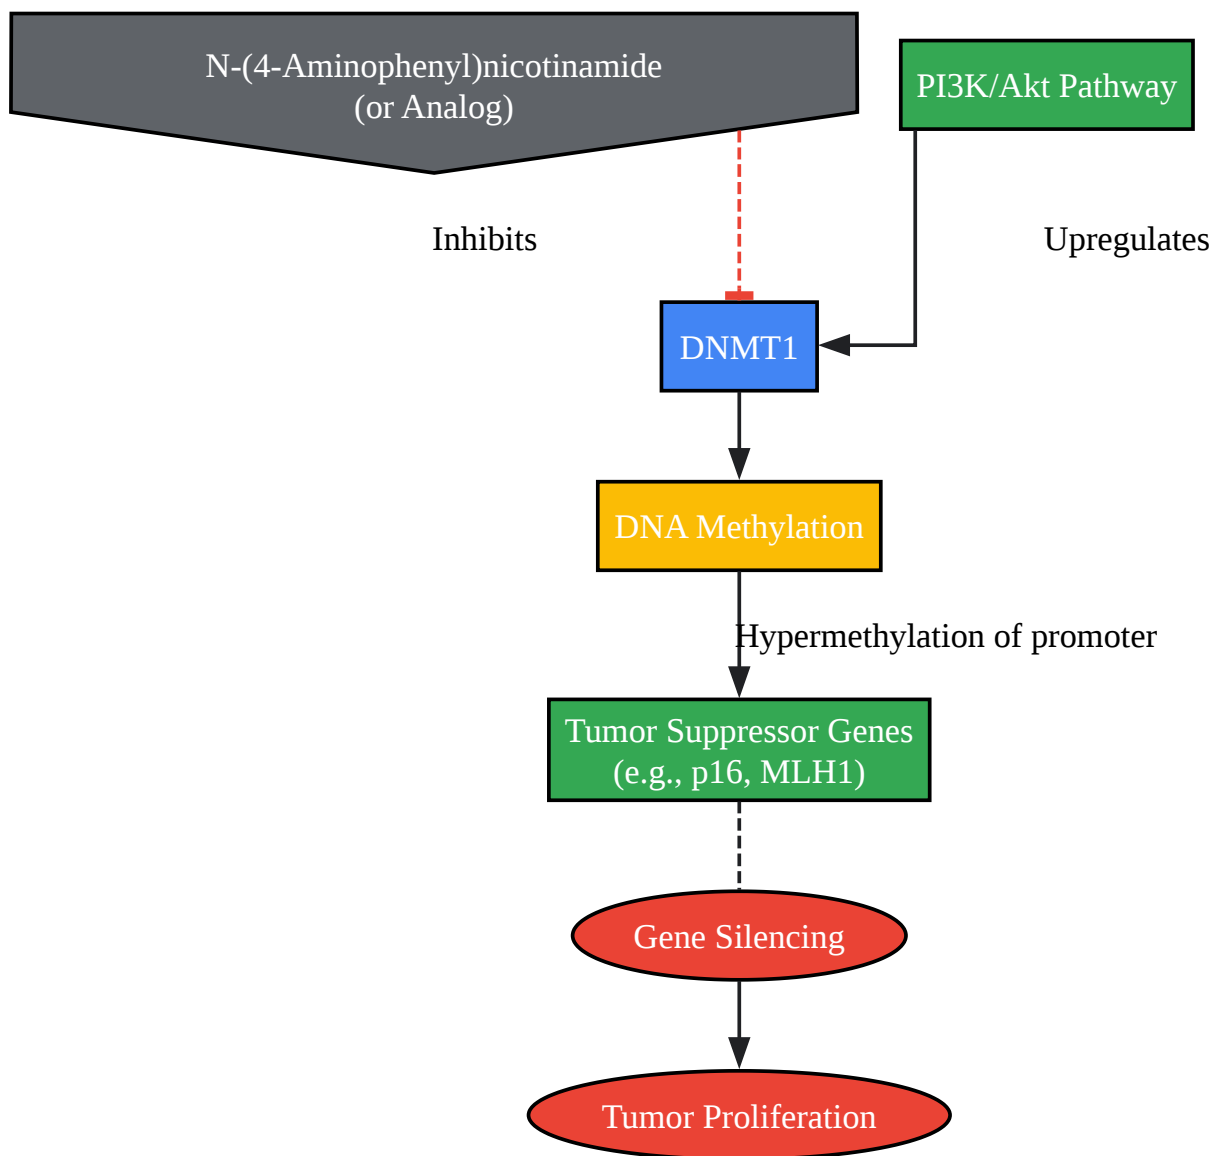 N-(4-Aminophenyl)nicotinamide
(or Analog)
PI3K/Akt Pathway
Inhibits
Upregulates
DNMT1
DNA Methylation
Hypermethylation of promoter
Tumor Suppressor Genes
(e.g., p16, MLH1)
Gene Silencing
Tumor Proliferation